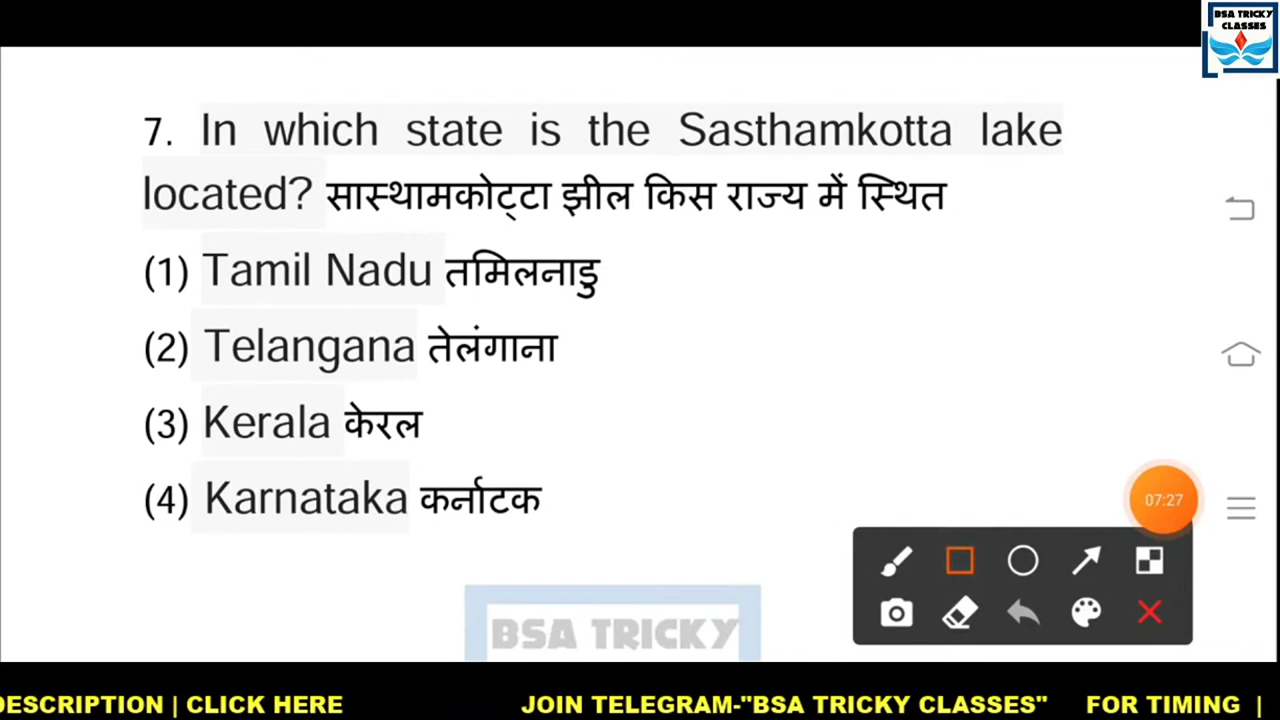 BSA TRICKY
CLASSES
7. In which state is the Sasthamkotta lake
located? सास्थामकोट्टा झील किस राज्य में स्थित
(1) Tamil Nadu तमिलनाडु
(2) Telangana तेलंगाना
(3) Kerala केरल
(4) Karnataka कर्नाटक
07:27
BSA TRICKY
DESCRIPTION | CLICK HERE JOIN TELEGRAM-"BSA TRICKY CLASSES" FOR TIMING |